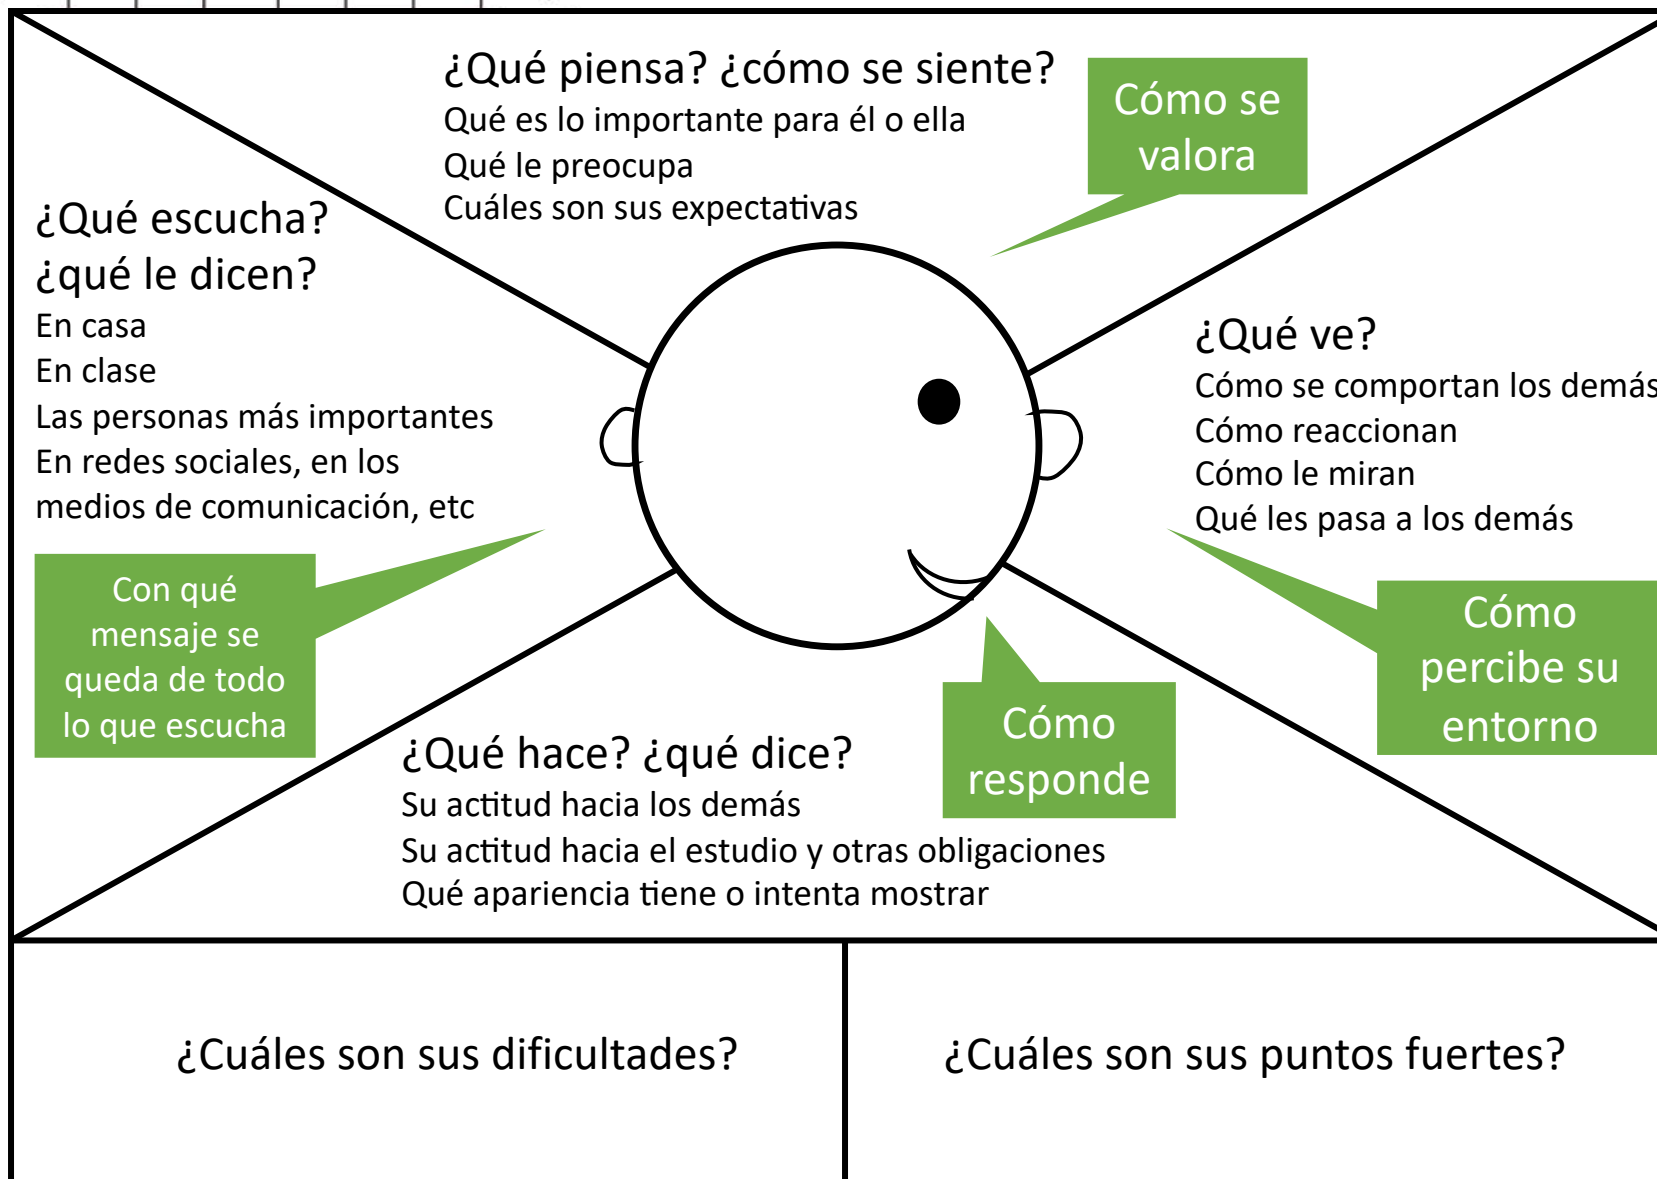 ¿Qué piensa? ¿cómo se siente?
Qué es lo importante para él o ella
Qué le preocupa
Cuáles son sus expectativas
Cómo se
valora
¿Qué escucha?
¿qué le dicen?
En casa
En clase
Las personas más importantes
En redes sociales, en los
medios de comunicación, etc
Con qué
mensaje se
queda de todo
lo que escucha
¿Qué ve?
Cómo se comportan los demás
Cómo reaccionan
Cómo le miran
Qué les pasa a los demás
Cómo
percibe su
entorno
¿Qué hace? ¿qué dice?
Su actitud hacia los demás
Su actitud hacia el estudio y otras obligaciones
Qué apariencia tiene o intenta mostrar
Cómo
responde
¿Cuáles son sus dificultades?
¿Cuáles son sus puntos fuertes?